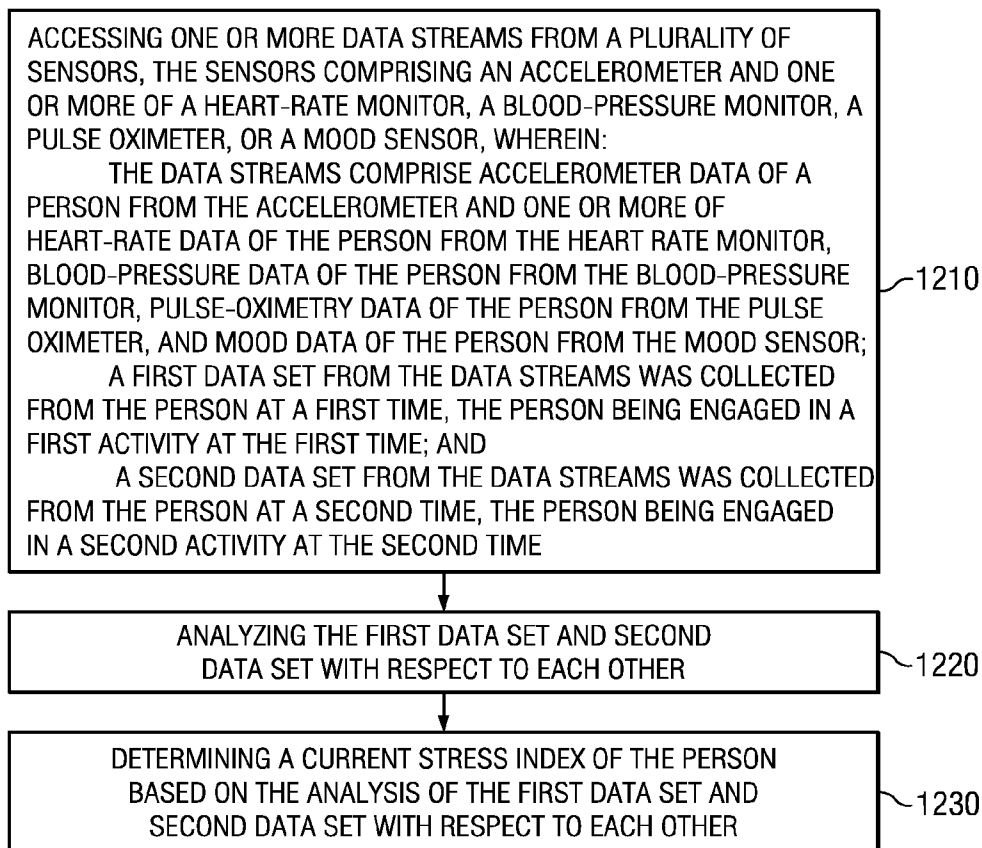 ACCESSING ONE OR MORE DATA STREAMS FROM A PLURALITY OF
SENSORS, THE SENSORS COMPRISING AN ACCELEROMETER AND ONE
OR MORE OF A HEART-RATE MONITOR, A BLOOD-PRESSURE MONITOR, A
PULSE OXIMETER, OR A MOOD SENSOR, WHEREIN:
THE DATA STREAMS COMPRISE ACCELEROMETER DATA OF A
PERSON FROM THE ACCELEROMETER AND ONE OR MORE OF
HEART-RATE DATA OF THE PERSON FROM THE HEART RATE MONITOR,
BLOOD-PRESSURE DATA OF THE PERSON FROM THE BLOOD-PRESSURE
MONITOR, PULSE-OXIMETRY DATA OF THE PERSON FROM THE PULSE
OXIMETER, AND MOOD DATA OF THE PERSON FROM THE MOOD SENSOR;
A FIRST DATA SET FROM THE DATA STREAMS WAS COLLECTED
FROM THE PERSON AT A FIRST TIME, THE PERSON BEING ENGAGED IN A
FIRST ACTIVITY AT THE FIRST TIME; AND
A SECOND DATA SET FROM THE DATA STREAMS WAS COLLECTED
FROM THE PERSON AT A SECOND TIME, THE PERSON BEING ENGAGED
IN A SECOND ACTIVITY AT THE SECOND TIME
1210
ANALYZING THE FIRST DATA SET AND SECOND
DATA SET WITH RESPECT TO EACH OTHER
1220
DETERMINING A CURRENT STRESS INDEX OF THE PERSON
BASED ON THE ANALYSIS OF THE FIRST DATA SET AND
SECOND DATA SET WITH RESPECT TO EACH OTHER
1230